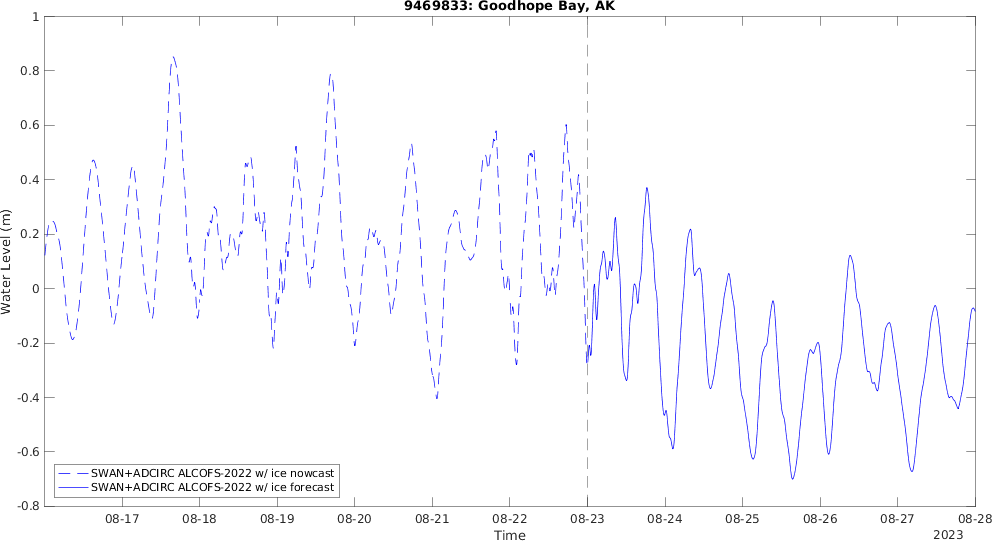 9469833: Goodhope Bay, AK
1
0.8
0.6
0.4
0.2
0
-0.2
-0.4
-0.6
-0.8
Water Level (m)
SWAN+ADCIRC ALCOFS-2022 w/ ice nowcast
SWAN+ADCIRC ALCOFS-2022 w/ ice forecast
08-17 08-18 08-19 08-20 08-21 08-22 08-23 08-24 08-25 08-26 08-27 08-28
Time
2023